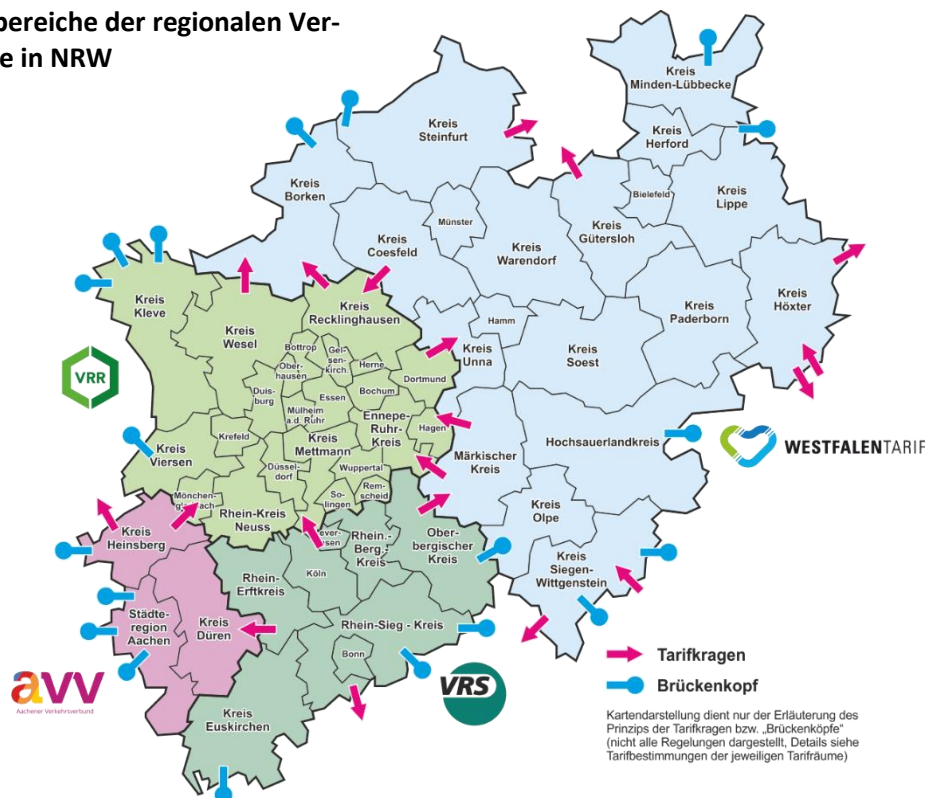 bereiche der regionalen Ver-
e in NRW
Kreis
Minden-Lübbecke
Kreis
Steinfurt
Kreis
Herford
Kreis
Borken
Bielefeld
Kreis
Lippe
Münster
Kreis
Gütersloh
Kreis
Coesfeld
Kreis
Warendorf
Kreis
Kleve
Kreis
Recklinghausen
Kreis
Höxter
Kreis
Paderborn
Kreis
Wesel
Hamm
Kreis
Unna
Kreis
Soest
Bottrop
Gel-
senkirch.
Ober-
hausen
Herne
Dortmund
VRR
Duis-
burg
Essen
Bochum
Mülheim
a.d. Ruhr
Ennepe-
Ruhr-
Kreis
Hagen
Krefeld
Kreis
Mettmann
Kreis
Viersen
Märkischer
Kreis
Hochsauerlandkreis
WESTFALENTARIF
Düssel-
dorf
Wuppertal
Mönchen-
gladbach
So-
lingen
Rem-
scheid
Rhein-Kreis
Neuss
Kreis
Olpe
Kreis
Heinsberg
Lever-
kusen
Rhein.-
Berg.-
Kreis
Ober-
bergischer
Kreis
Kreis
Siegen-
Wittgenstein
Rhein-
Erftkreis
Köln
Städte-
region
Aachen
Kreis
Düren
Rhein-Sieg - Kreis
Bonn
Tarifkragen
Brückenkopf
avv
Aachener Verkehrsverbund
VRS
Kreis
Euskirchen
Kartendarstellung dient nur der Erläuterung des
Prinzips der Tarifkragen bzw. „Brückenköpfe“
(nicht alle Regelungen dargestellt, Details siehe
Tarifbestimmungen der jeweiligen Tarifräume)